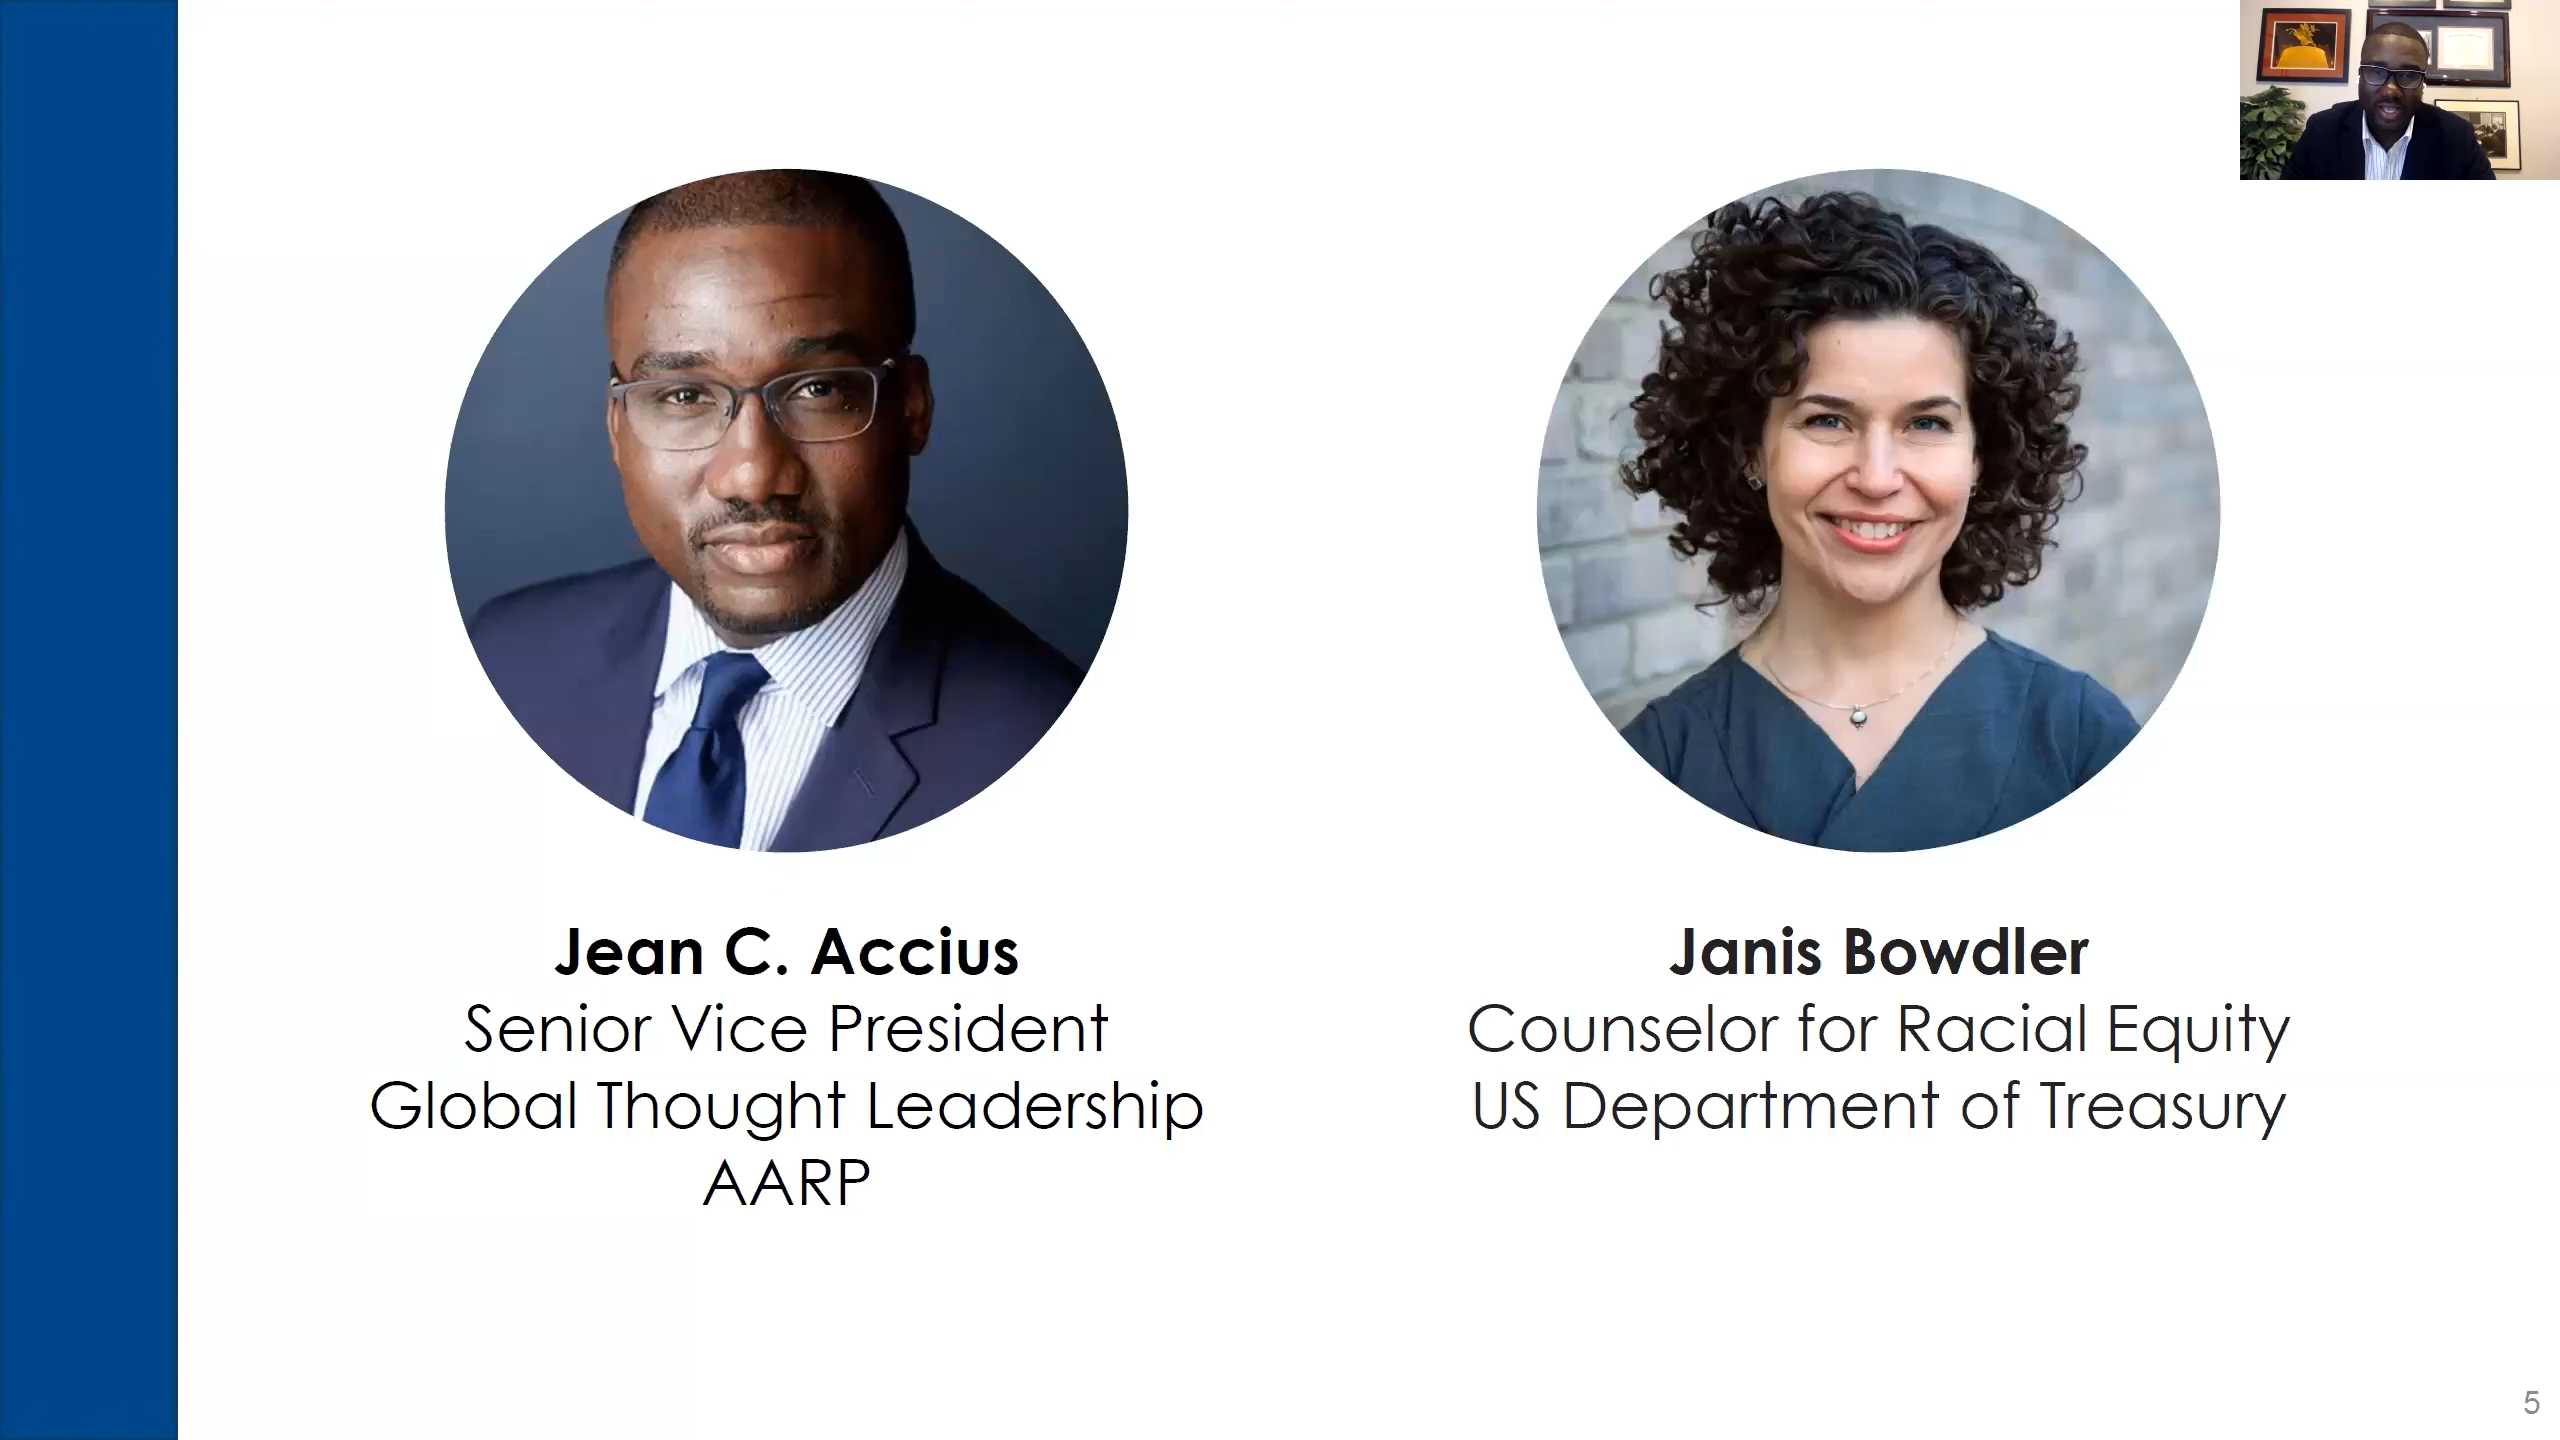 Jean C. Accius
Senior Vice President
Global Thought Leadership
AARP
Janis Bowdler
Counselor for Racial Equity
US Department of Treasury
5